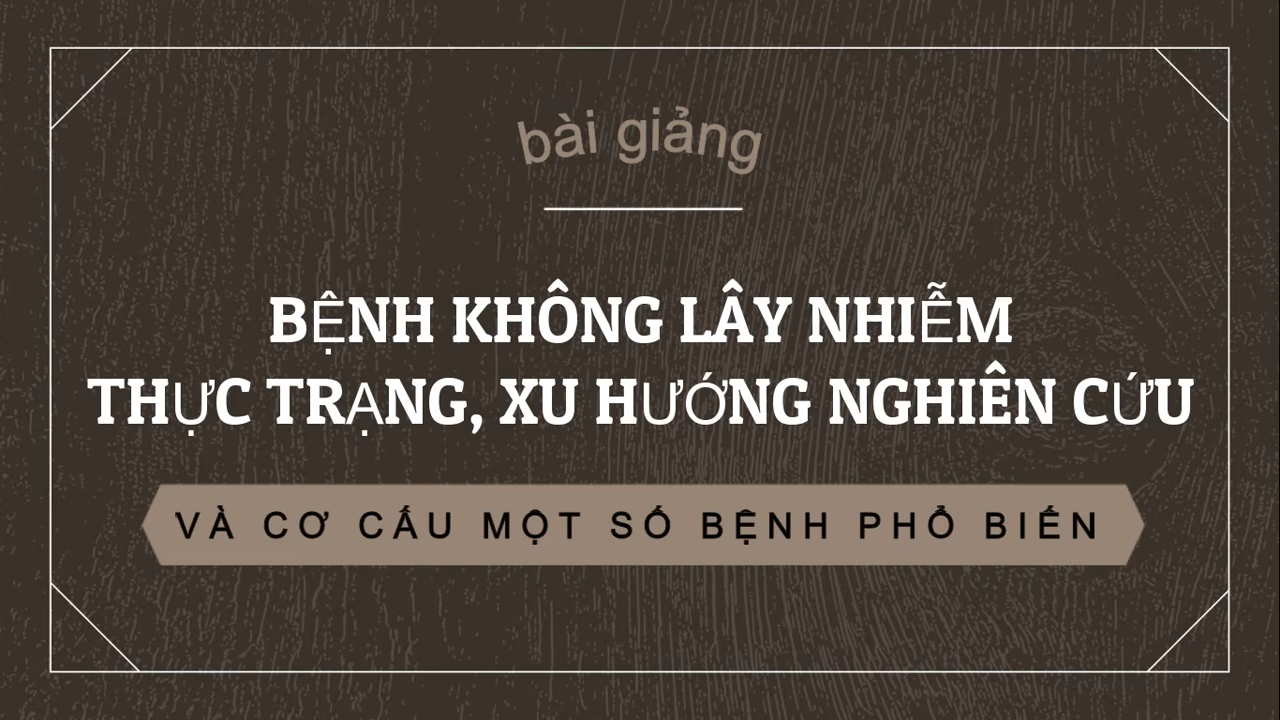 bài giảng
BỆNH KHÔNG LÂY NHIỄM
THỰC TRẠNG, XU HƯỚNG NGHIÊN CỨU
VÀ CƠ CẤU MỘT SỐ BỆNH PHỔ BIẾN